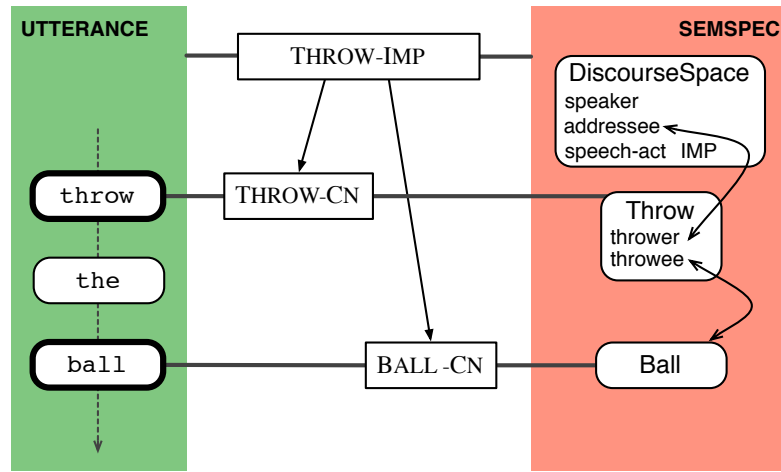 UTTERANCE
SEMSPEC
THROW-IMP
DiscourseSpace
speaker
addressee
speech-act IMP
throw
THROW-CN
Throw
thrower
throwee
the
ball
BALL -CN
Ball